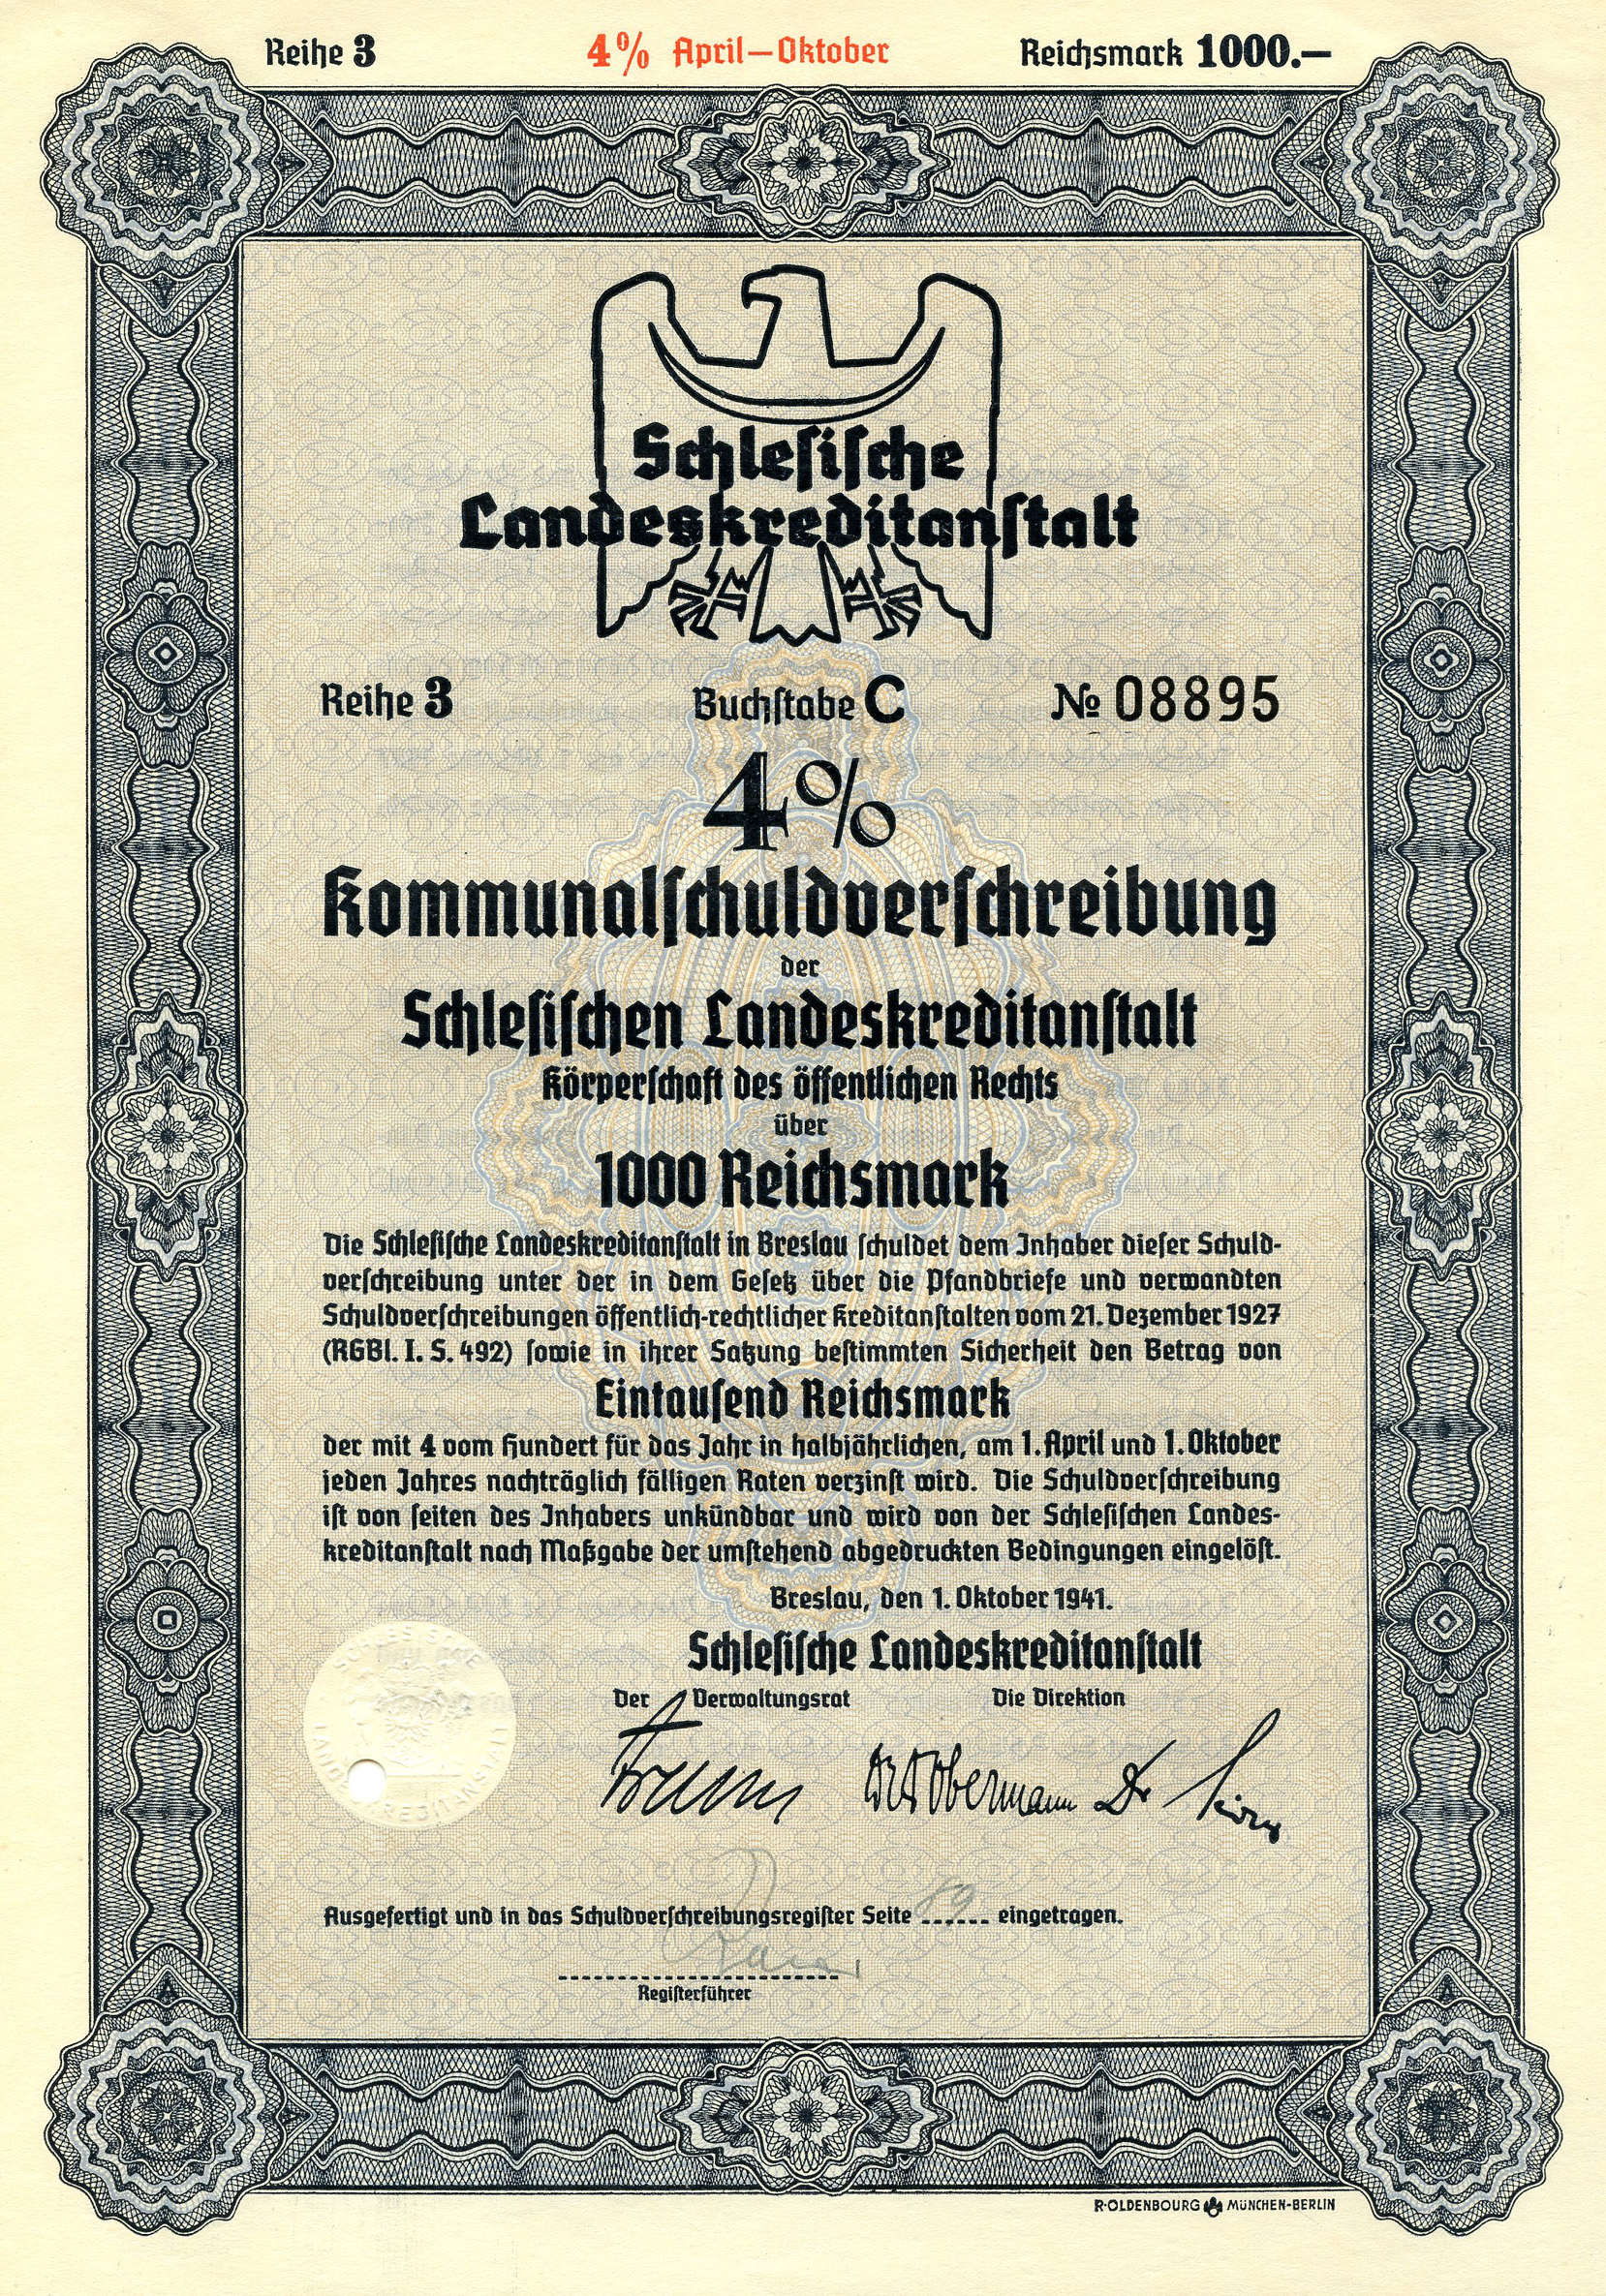 Reihe 3 4% April—Oktober Reichsmark 1000.—
Schlesische
Landeskreditanstalt
Reihe 3 Buchstabe C № 08895
4%
Kommunalschuldverschreibung
der
Schlesischen Landeskreditanstalt
Körperschaft des öffentlichen Rechts
über
1000 Reichsmark
Die Schlesische Landeskreditanstalt in Breslau schuldet dem Inhaber dieser Schuld-
verschreibung unter der in dem Gesetz über die Pfandbriefe und verwandten
Schuldverschreibungen öffentlich-rechtlicher Kreditanstalten vom 21. Dezember 1927
(RGBl. I. S. 492) sowie in ihrer Satzung bestimmten Sicherheit den Betrag von
Eintausend Reichsmark
der mit 4 vom Hundert für das Jahr in halbjährlichen, am 1. April und 1. Oktober
jeden Jahres nachträglich fälligen Raten verzinst wird. Die Schuldverschreibung
ist von seiten des Inhabers unkündbar und wird von der Schlesischen Landes-
kreditanstalt nach Maßgabe der umstehend abgedruckten Bedingungen eingelöst.
Breslau, den 1. Oktober 1941.
Schlesische Landeskreditanstalt
Der Verwaltungsrat Die Direktion
Obermann Dr
Ausgefertigt und in das Schuldverschreibungsregister Seite 89 eingetragen.
Registerführer
R·OLDENBOURG MÜNCHEN-BERLIN